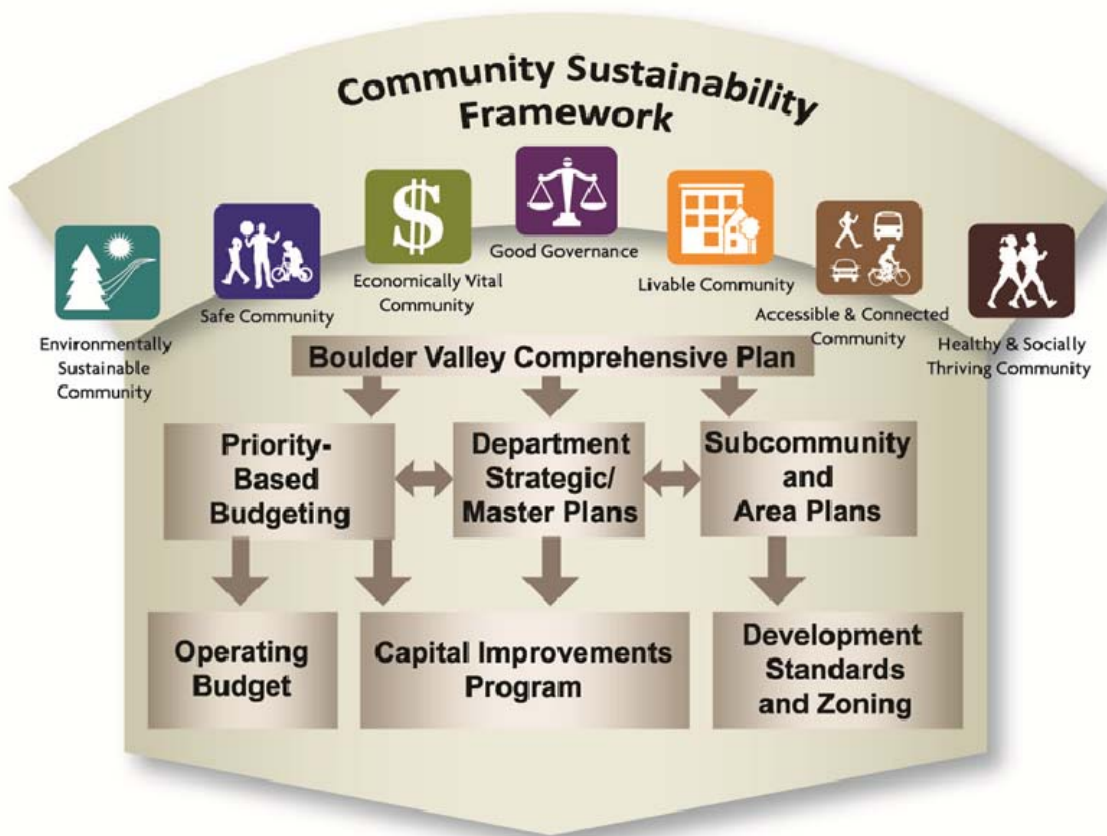 Community Sustainability
Framework
Environmentally
Sustainable
Community
Safe Community
$
Economically Vital
Community
Good Governance
Livable Community
Accessible & Connected
Community
Healthy & Socially
Thriving Community
Boulder Valley Comprehensive Plan
Priority-
Based
Budgeting
Department
Strategic/
Master Plans
Subcommunity
and
Area Plans
Operating
Budget
Capital Improvements
Program
Development
Standards
and Zoning